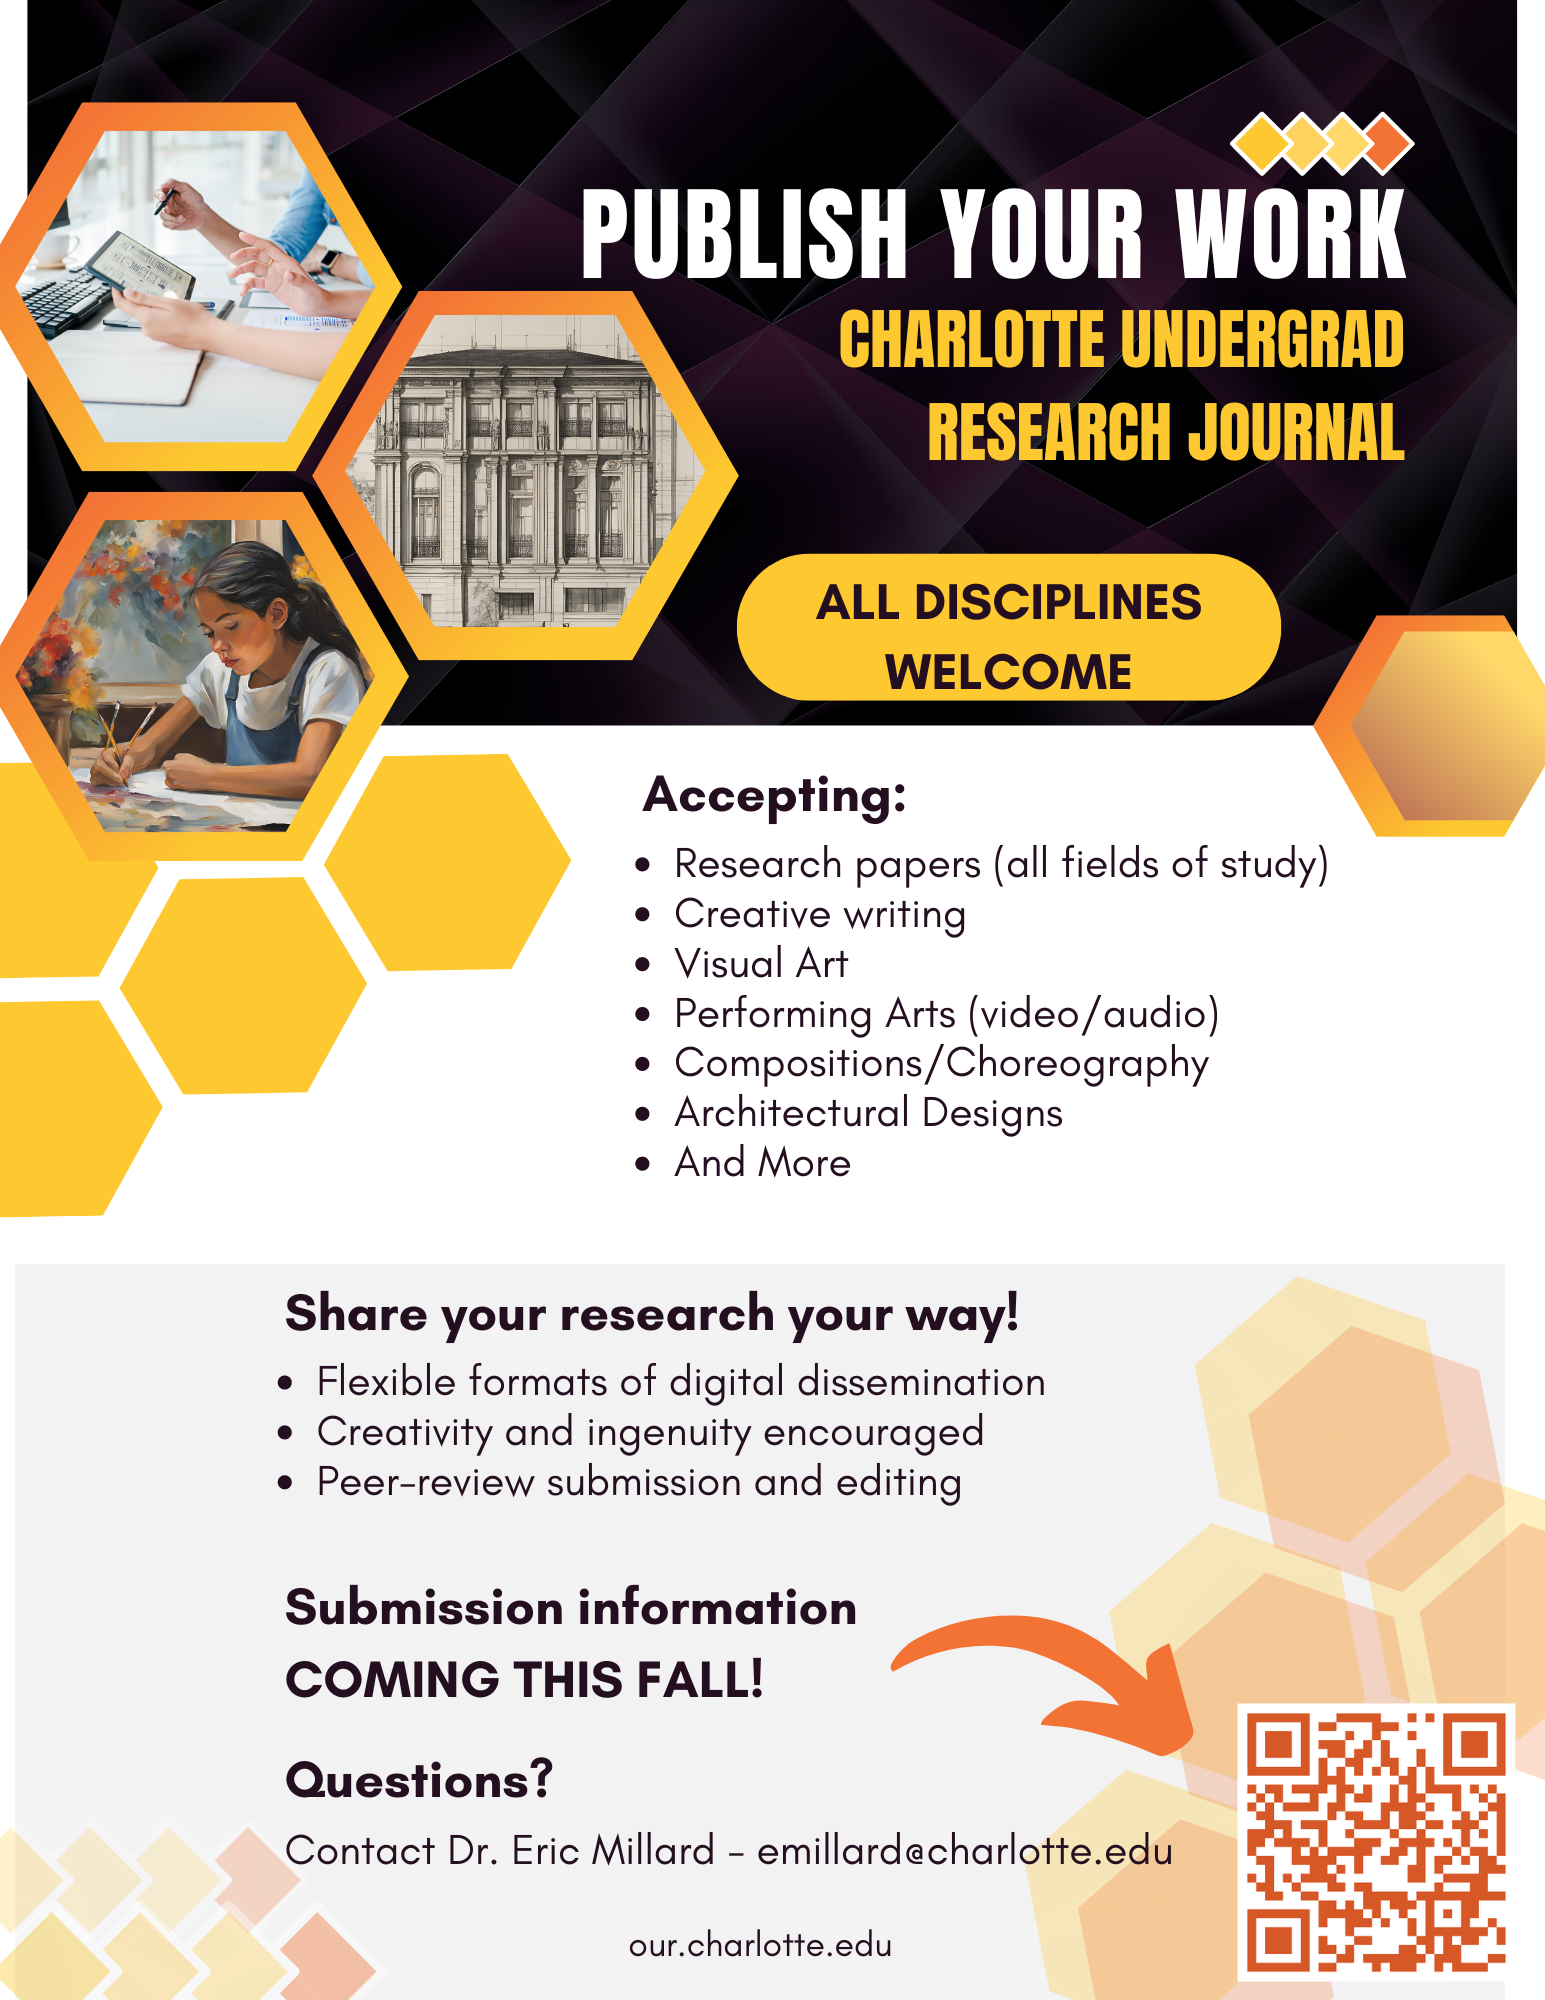 PUBLISH YOUR WORK
CHARLOTTE UNDERGRAD
RESEARCH JOURNAL
ALL DISCIPLINES
WELCOME
Accepting:
• Research papers (all fields of study)
• Creative writing
• Visual Art
• Performing Arts (video/audio)
• Compositions/Choreography
• Architectural Designs
• And More
Share your research your way!
• Flexible formats of digital dissemination
• Creativity and ingenuity encouraged
• Peer-review submission and editing
Submission information
COMING THIS FALL!
Questions?
Contact Dr. Eric Millard - emillard@charlotte.edu
our.charlotte.edu